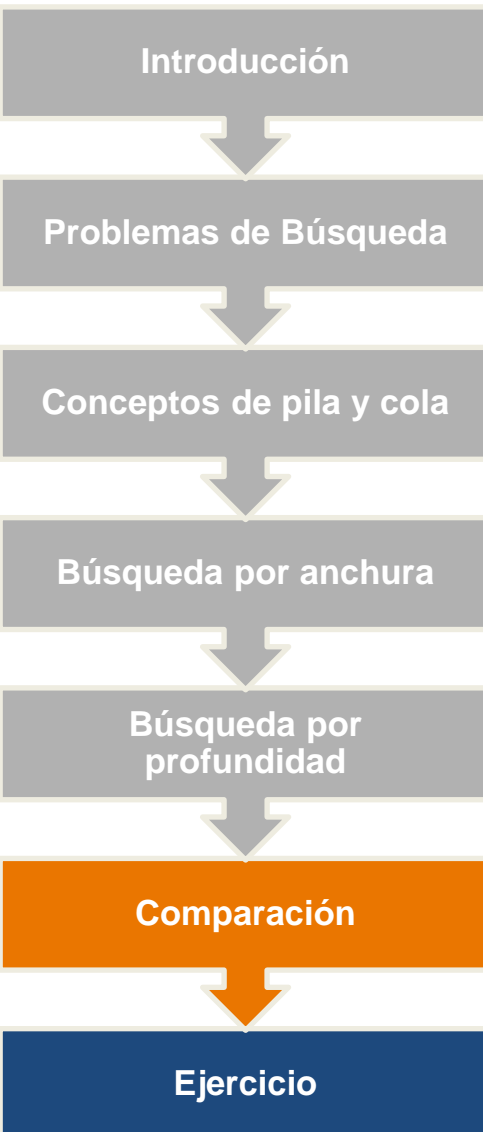 Introducción
Problemas de Búsqueda
Conceptos de pila y cola
Búsqueda por anchura
Búsqueda por
profundidad
Comparación
Ejercicio